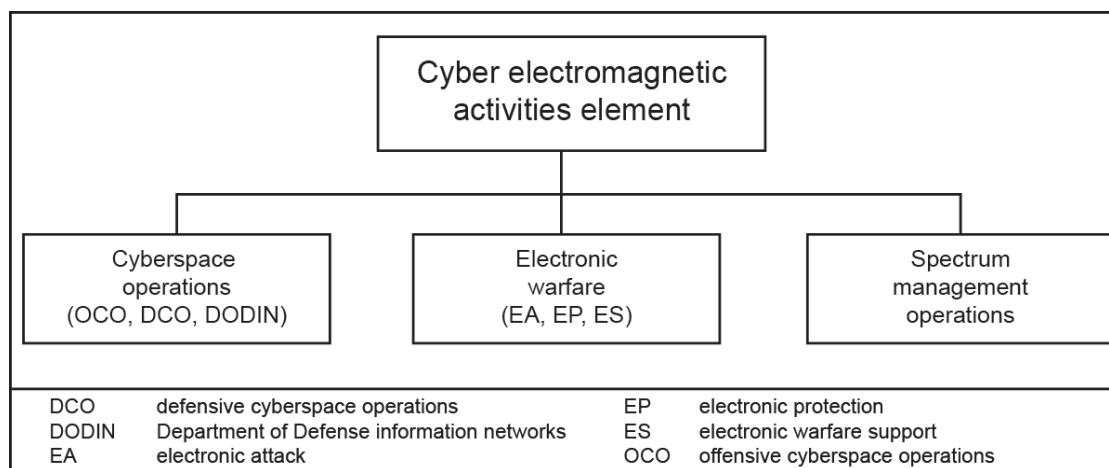 Cyber electromagnetic
activities element
Cyberspace
operations
(OCO, DCO, DODIN)
Electronic
warfare
(EA, EP, ES)
Spectrum
management
operations
DCO defensive cyberspace operations
DODIN Department of Defense information networks
EA electronic attack
EP electronic protection
ES electronic warfare support
OCO offensive cyberspace operations